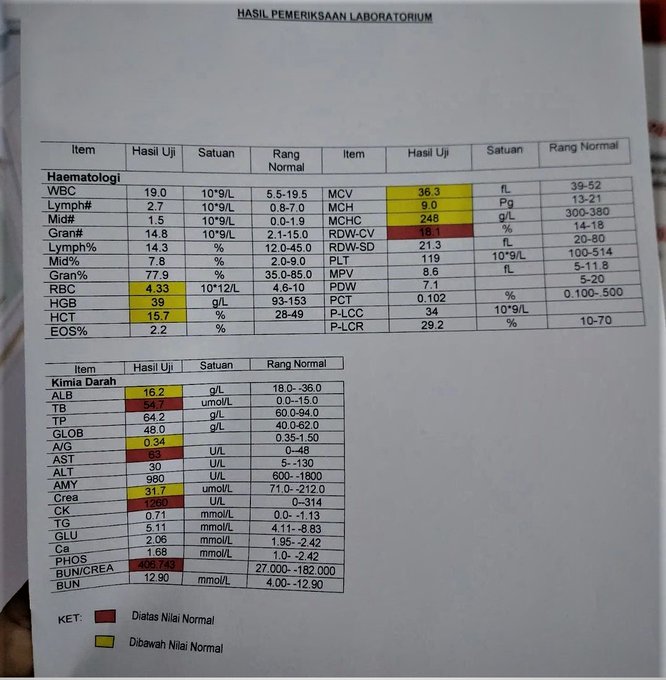 HASIL PEMERIKSAAN LABORATORIUM
Item Hasil Uji Satuan Rang Normal Item Hasil Uji Satuan Rang Normal
Haematologi
WBC 19.0 10*9/L 5.5-19.5 MCV 36.3 fL 39-52
Lymph# 2.7 10*9/L 0.8-7.0 MCH 9.0 Pg 13-21
Mid# 1.5 10*9/L 0.0-1.9 MCHC 248 g/L 300-380
Gran# 14.8 10*9/L 2.1-15.0 RDW-CV 18.1 % 14-18
Lymph% 14.3 % 12.0-45.0 RDW-SD 21.3 fL 20-80
Mid% 7.8 % 2.0-9.0 PLT 119 10*9/L 100-514
Gran% 77.9 % 35.0-85.0 MPV 8.6 fL 5-11.8
RBC 4.33 10*12/L 4.6-10 PDW 7.1 5-20
HGB 39 g/L 93-153 PCT 0.102 % 0.100-.500
HCT 15.7 % 28-49 P-LCC 34 10*9/L
EOS% 2.2 % P-LCR 29.2 % 10-70
Item Hasil Uji Satuan Rang Normal
Kimia Darah
ALB 16.2 g/L 18.0- -36.0
TB 54.7 umol/L 0.0--15.0
TP 64.2 g/L 60.0-94.0
GLOB 48.0 g/L 40.0-62.0
A/G 0.34 0.35-1.50
AST 63 U/L 0--48
ALT 30 U/L 5- -130
AMY 980 U/L 600- -1800
Crea 31.7 umol/L 71.0- -212.0
CK 1260 U/L 0--314
TG 0.71 mmol/L 0.0- -1.13
GLU 5.11 mmol/L 4.11- -8.83
Ca 2.06 mmol/L 1.95- -2.42
PHOS 1.68 mmol/L 1.0- -2.42
BUN/CREA 406.743 27.000- -182.000
BUN 12.90 mmol/L 4.00- -12.90
KET: Diatas Nilai Normal
Dibawah Nilai Normal